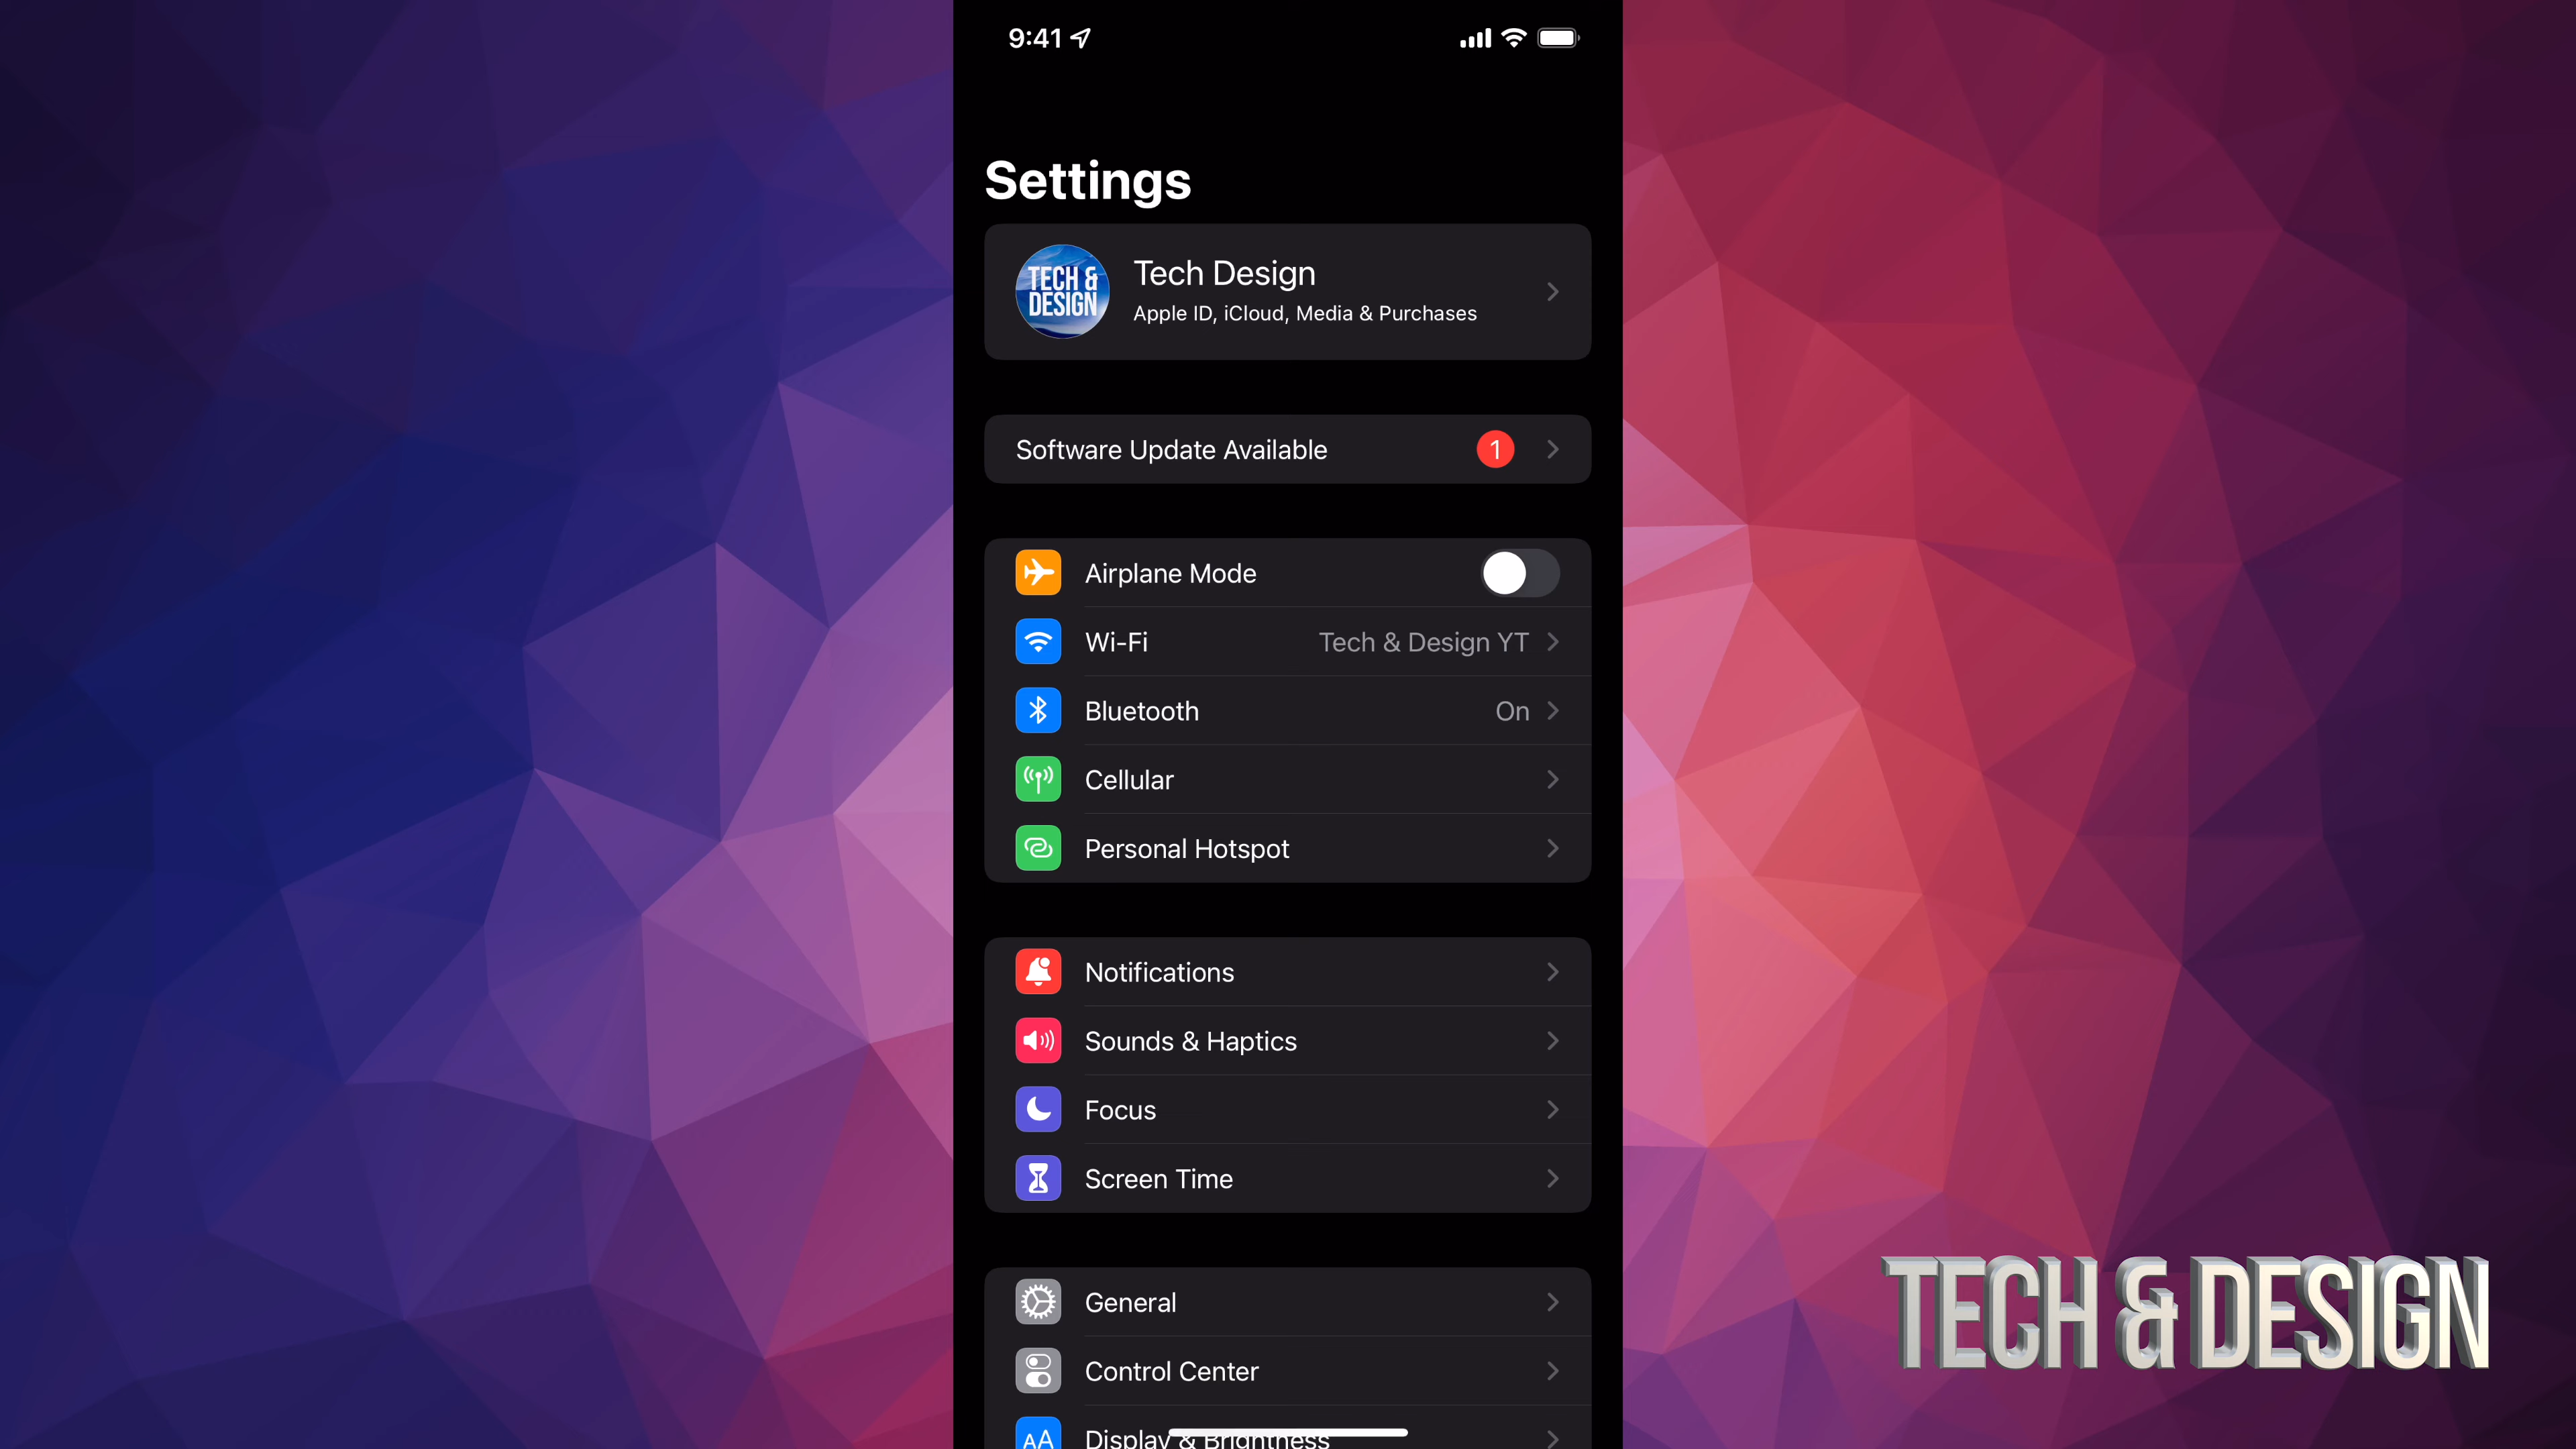 9:41
Settings
TECH &
DESIGN
Tech Design
Apple ID, iCloud, Media & Purchases
Software Update Available 1
Airplane Mode
Wi-Fi Tech & Design YT
Bluetooth On
Cellular
Personal Hotspot
Notifications
Sounds & Haptics
Focus
Screen Time
General
Control Center
AA Display & Brightness
TECH & DESIGN